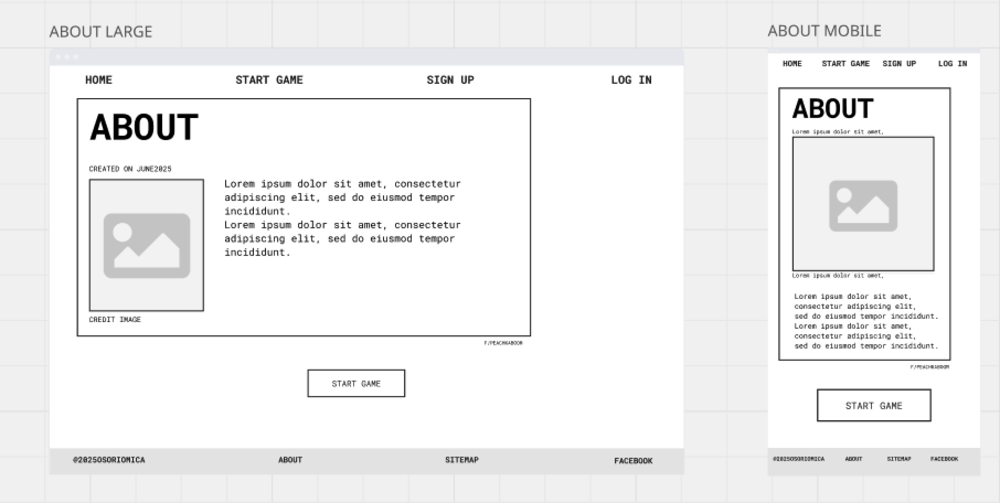 ABOUT LARGE
HOME START GAME SIGN UP LOG IN
ABOUT
CREATED ON JUNE2025
Lorem ipsum dolor sit amet, consectetur
adipiscing elit, sed do eiusmod tempor
incididunt.
Lorem ipsum dolor sit amet, consectetur
adipiscing elit, sed do eiusmod tempor
incididunt.
CREDIT IMAGE
F/PEACHKABOOM
START GAME
@2025OSORIOMICA ABOUT SITEMAP FACEBOOK
ABOUT MOBILE
HOME START GAME SIGN UP LOG IN
ABOUT
Lorem ipsum dolor sit amet,
Lorem ipsum dolor sit amet,
Lorem ipsum dolor sit amet,
adipiscing elit,
sed do eiusmod tempor incididunt.
Lorem ipsum dolor sit amet,
consectetur adipiscing elit,
sed do eiusmod tempor incididunt.
F/PEACHKABOOM
START GAME
@2025OSORIOMICA ABOUT SITEMAP FACEBOOK